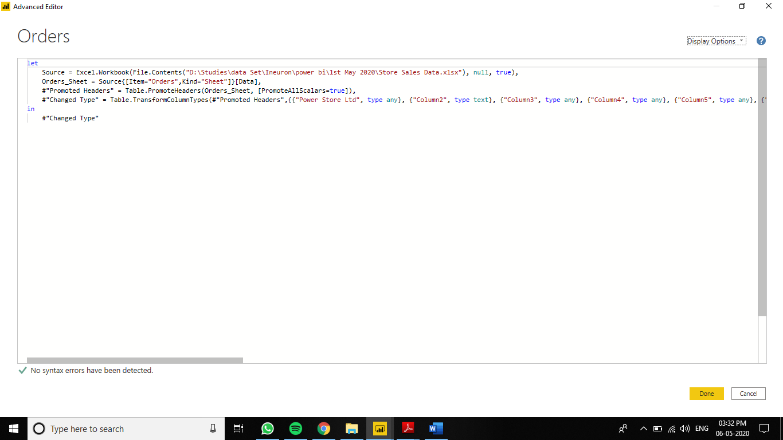 Advanced Editor
Orders
Display Options
?
let
Source = Excel.Workbook(File.Contents("D:\Studies\data Set\Ineuron\power bi\1st May 2020\Store Sales Data.xlsx"), null, true),
Orders_Sheet = Source{[Item="Orders",Kind="Sheet"]}[Data],
#"Promoted Headers" = Table.PromoteHeaders(Orders_Sheet, [PromoteAllScalars=true]),
#"Changed Type" = Table.TransformColumnTypes(#"Promoted Headers",{{"Power Store Ltd", type any}, {"Column2", type text}, {"Column3", type any}, {"Column4", type any}, {"Column5", type any}, {"
in
#"Changed Type"
No syntax errors have been detected.
Done Cancel
Type here to search
ENG
03:32 PM
06-05-2020